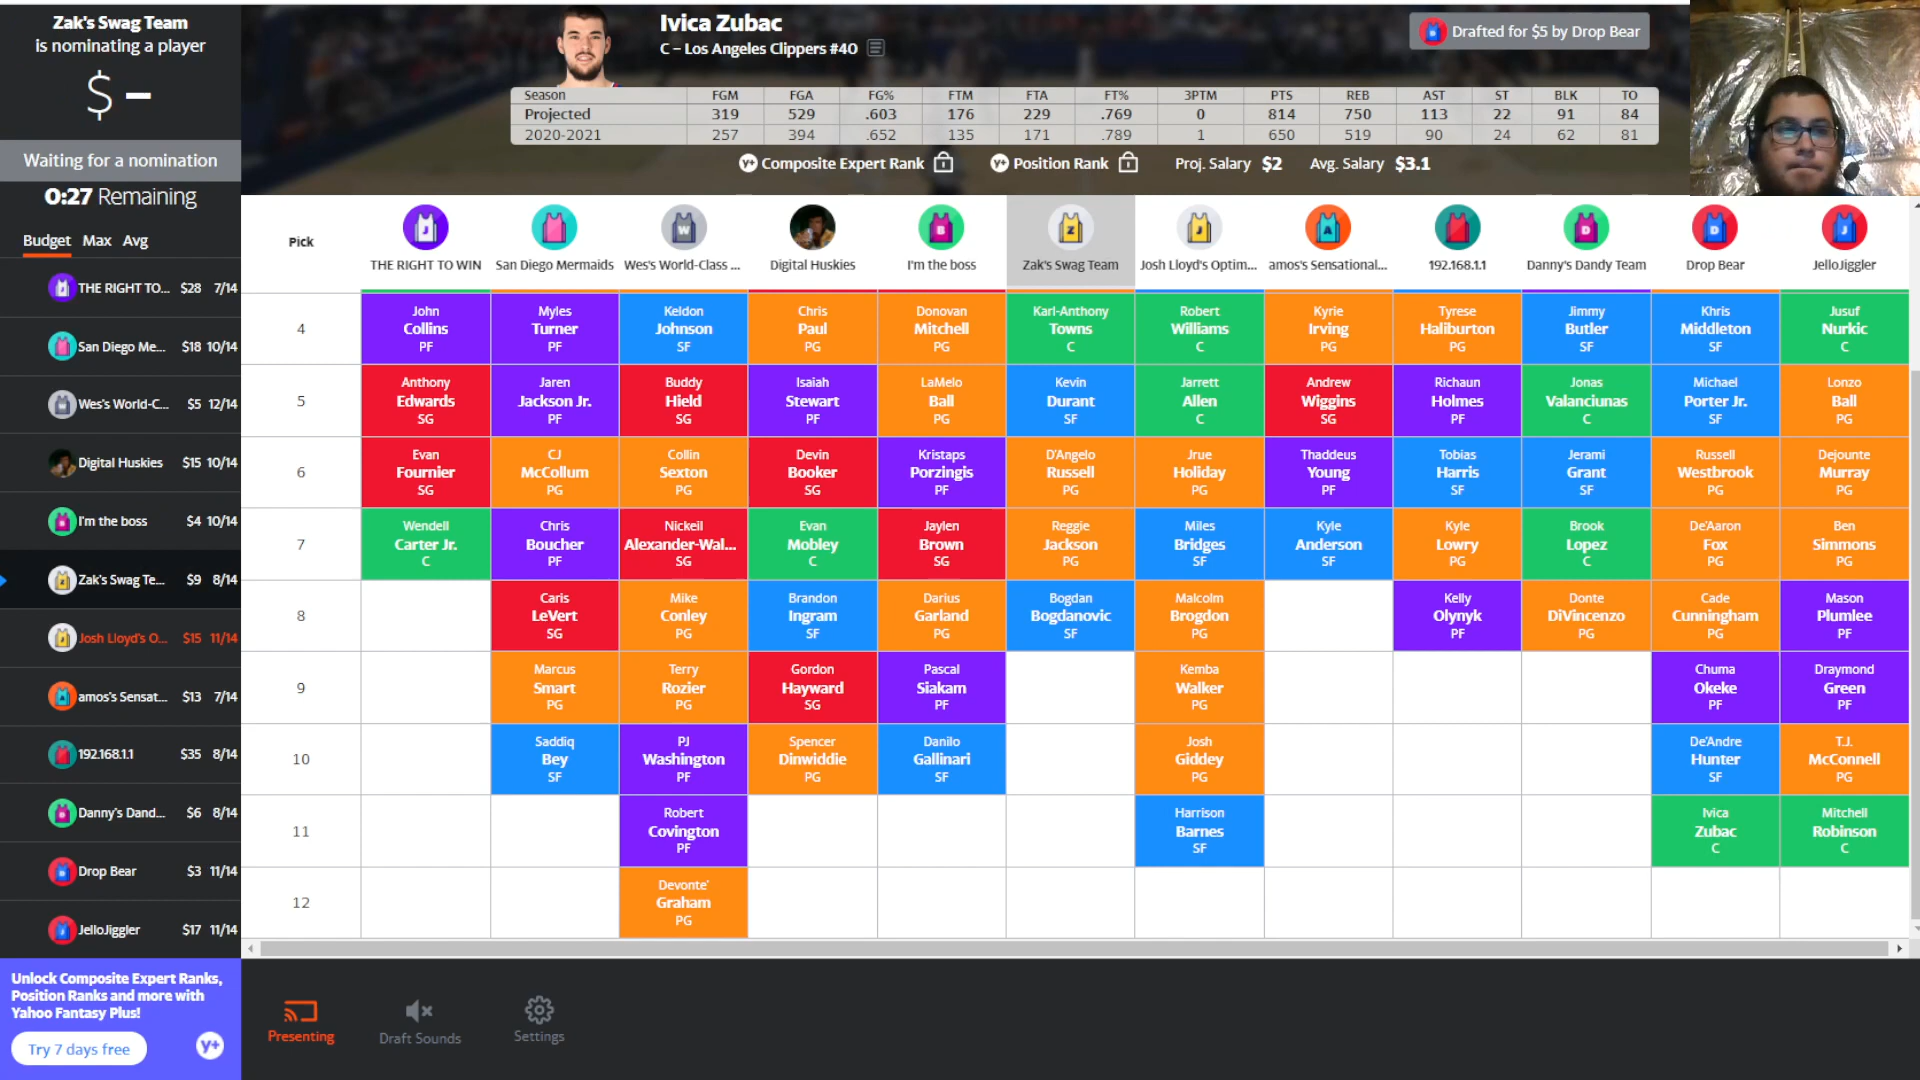 Zak's Swag Team
is nominating a player
$ –
Waiting for a nomination
0:27 Remaining
Budget Max Avg
THE RIGHT TO... $28 7/14
San Diego Me... $18 10/14
Wes's World-C... $5 12/14
Digital Huskies $15 10/14
I'm the boss $4 10/14
Zak's Swag Te... $9 8/14
Josh Lloyd's O... $15 11/14
amos's Sensat... $13 7/14
192.168.1.1 $35 8/14
Danny's Dand... $6 8/14
Drop Bear $3 11/14
JelloJiggler $17 11/14
Unlock Composite Expert Ranks,
Position Ranks and more with
Yahoo Fantasy Plus!
Try 7 days free y+
Ivica Zubac
C – Los Angeles Clippers #40
Drafted for $5 by Drop Bear
Season FGM FGA FG% FTM FTA FT% 3PTM PTS REB AST ST BLK TO
Projected 319 529 .603 176 229 .769 0 814 750 113 22 91 84
2020-2021 257 394 .652 135 171 .789 1 650 519 90 24 62 81
y+ Composite Expert Rank y+ Position Rank Proj. Salary $2 Avg. Salary $3.1
J W B Z J A D D J
Pick THE RIGHT TO WIN San Diego Mermaids Wes's World-Class ... Digital Huskies I'm the boss Zak's Swag Team Josh Lloyd's Optim... amos's Sensational... 192.168.1.1 Danny's Dandy Team Drop Bear JelloJiggler
John Myles Keldon Chris Donovan Karl-Anthony Robert Kyrie Tyrese Jimmy Khris Jusuf
4 Collins Turner Johnson Paul Mitchell Towns Williams Irving Haliburton Butler Middleton Nurkic
PF PF SF PG PG C C PG PG SF SF C
Anthony Jaren Buddy Isaiah LaMelo Kevin Jarrett Andrew Richaun Jonas Michael Lonzo
5 Edwards Jackson Jr. Hield Stewart Ball Durant Allen Wiggins Holmes Valanciunas Porter Jr. Ball
SG PF SG PF PG SF C SG PF C SF PG
Evan CJ Collin Devin Kristaps D'Angelo Jrue Thaddeus Tobias Jerami Russell Dejounte
6 Fournier McCollum Sexton Booker Porzingis Russell Holiday Young Harris Grant Westbrook Murray
SG PG PG SG PF PG PG PF SF SF PG PG
Wendell Chris Nickeil Evan Jaylen Reggie Miles Kyle Kyle Brook De'Aaron Ben
7 Carter Jr. Boucher Alexander-Wal... Mobley Brown Jackson Bridges Anderson Lowry Lopez Fox Simmons
C PF SG C SG PG SF SF PG C PG PG
Caris Mike Brandon Darius Bogdan Malcolm Kelly Donte Cade Mason
8 LeVert Conley Ingram Garland Bogdanovic Brogdon Olynyk DiVincenzo Cunningham Plumlee
SG PG SF PG SF PG PF PG PG PF
Marcus Terry Gordon Pascal Kemba Chuma Draymond
9 Smart Rozier Hayward Siakam Walker Okeke Green
PG PG SG PF PG PF PF
Saddiq PJ Spencer Danilo Josh De'Andre T.J.
10 Bey Washington Dinwiddie Gallinari Giddey Hunter McConnell
SF PF PG SF PG SF PG
Robert Harrison Ivica Mitchell
11 Covington Barnes Zubac Robinson
PF SF C C
Devonte'
12 Graham
PG
Presenting Draft Sounds Settings